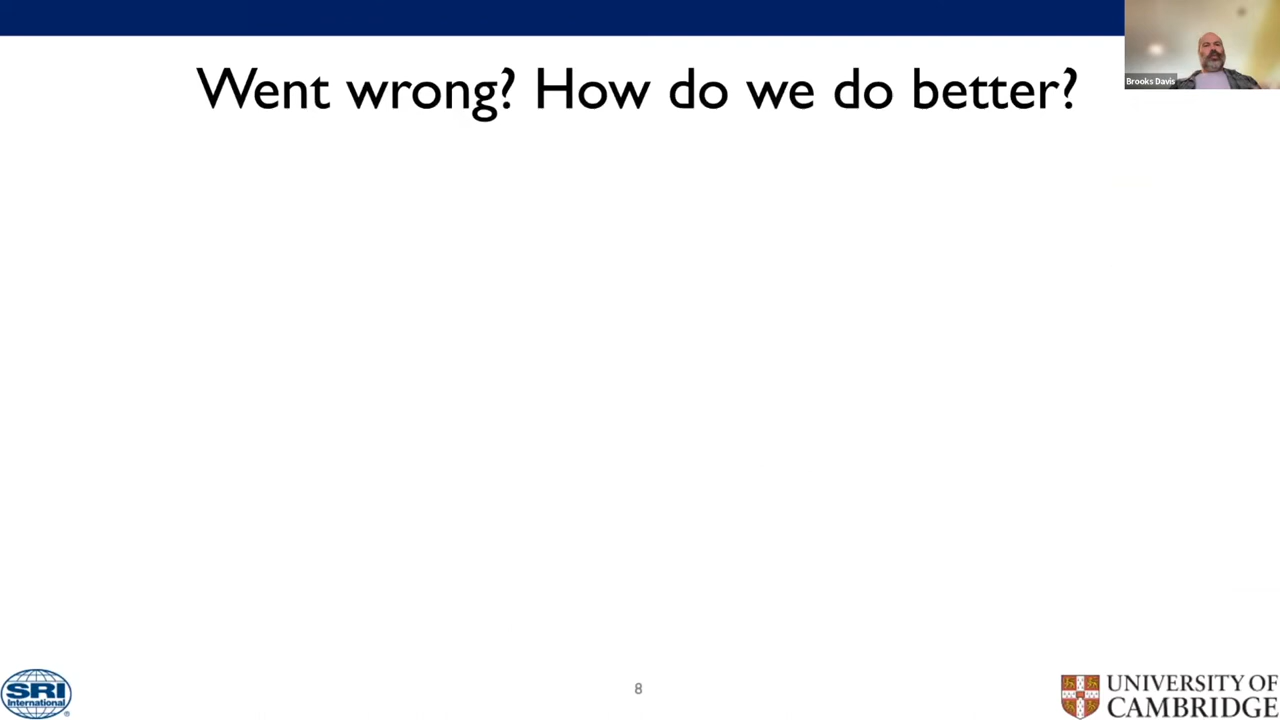 Went wrong? How do we do better?
Brooks Davis
SRI
International
8
UNIVERSITY OF
CAMBRIDGE